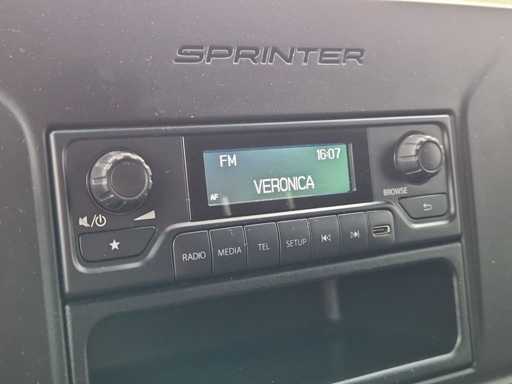 SPRINTER
FM 16:07
AF VERONICA
BROWSE
RADIO MEDIA TEL SETUP